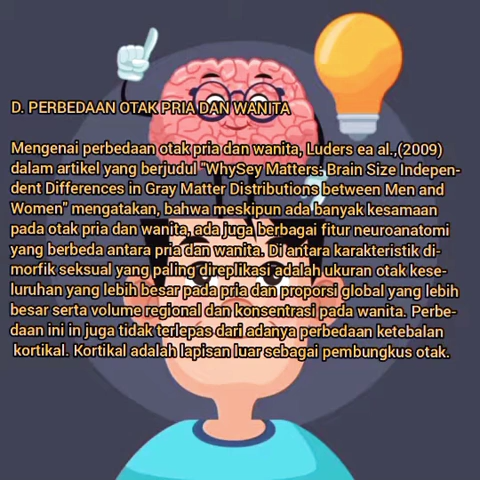 D. PERBEDAAN OTAK PRIA DAN WANITA
Mengenai perbedaan otak pria dan wanita, Luders ea al.,(2009)
dalam artikel yang berjudul "WhySey Matters: Brain Size Indepen-
dent Differences in Gray Matter Distributions between Men and
Women" mengatakan, bahwa meskipun ada banyak kesamaan
pada otak pria dan wanita, ada juga berbagai fitur neuroanatomi
yang berbeda antara pria dan wanita. Di antara karakteristik di-
morfik seksual yang paling direplikasi adalah ukuran otak kese-
luruhan yang lebih besar pada pria dan proporsi global yang lebih
besar serta volume regional dan konsentrasi pada wanita. Perbe-
daan ini in juga tidak terlepas dari adanya perbedaan ketebalan
kortikal. Kortikal adalah lapisan luar sebagai pembungkus otak.